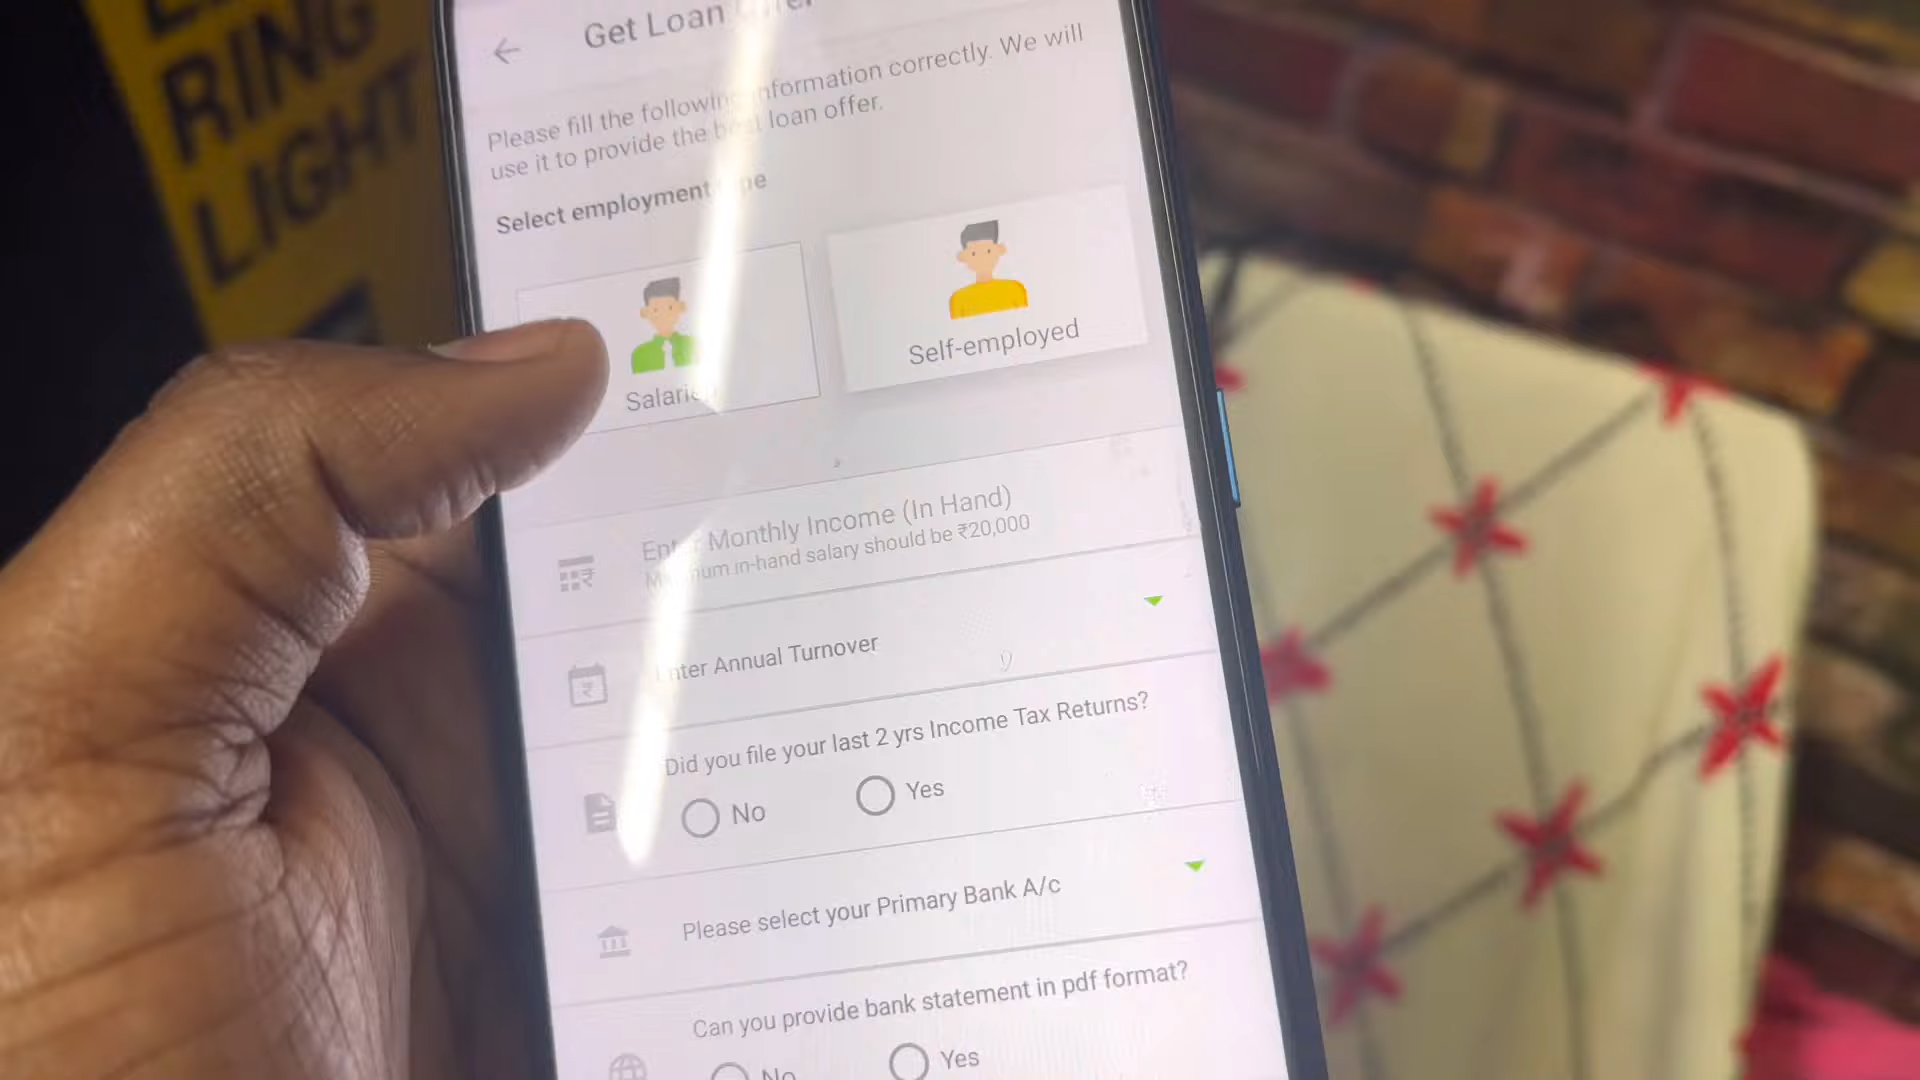 RING
LIGHT
Get Loan
Please fill the following information correctly. We will
use it to provide the best loan offer.
Select employment
Salaried
Self-employed
Enter Monthly Income (In Hand)
Minimum in-hand salary should be ₹20,000
Enter Annual Turnover
Did you file your last 2 yrs Income Tax Returns?
No
Yes
Please select your Primary Bank A/c
Can you provide bank statement in pdf format?
No
Yes